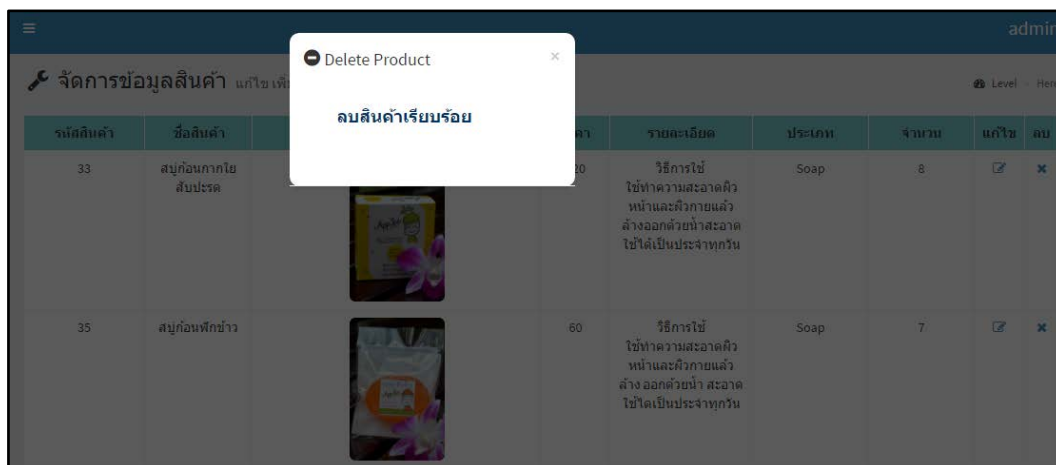 admin
Delete Product ×
ลบสินค้าเรียบร้อย
จัดการข้อมูลสินค้า แก้ไข
Level
รหัสสินค้า ชื่อสินค้า รายละเอียด ประเภท จำนวน แก้ไข ลบ
33 สบู่ก้อนกากใย 20 วิธีการใช้ Soap 8
สับปะรด ใช้ทำความสะอาดผิว
หน้าและผิวกายแล้ว
ล้างออกด้วยน้ำสะอาด
ใช้ได้เป็นประจำทุกวัน
35 สบู่ก้อนฟักข้าว 60 วิธีการใช้ Soap 7
ใช้ทำความสะอาดผิว
หน้าและผิวกายแล้ว
ล้าง ออกด้วยน้ำ สะอาด
ใช้ได้เป็นประจำทุกวัน